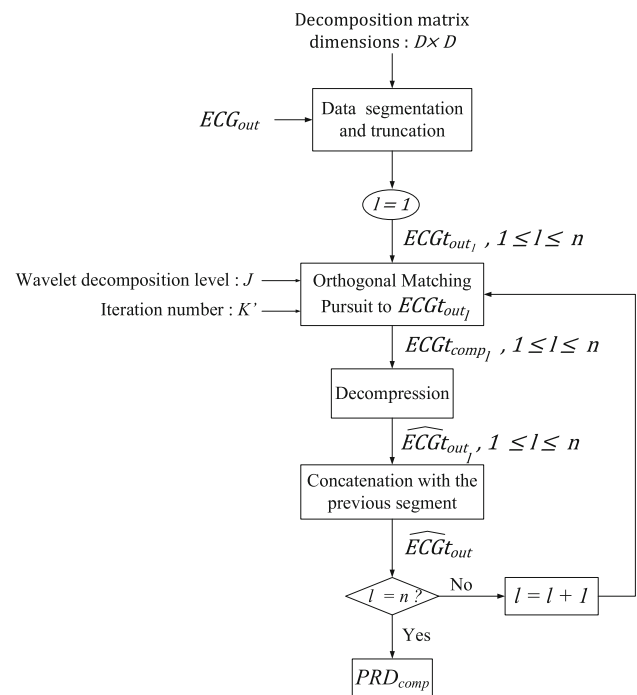 Decomposition matrix
dimensions : D× D
ECG_out
Data segmentation
and truncation
l = 1
ECGt_out_l , 1 ≤ l ≤ n
Wavelet decomposition level : J
Iteration number : K’
Orthogonal Matching
Pursuit to ECGt_out_l
ECGt_comp_l , 1 ≤ l ≤ n
Decompression
\widehat{ECGt}_out_l , 1 ≤ l ≤ n
Concatenation with the
previous segment
\widehat{ECGt}_out
l = n ?
No
l = l + 1
Yes
PRD_comp